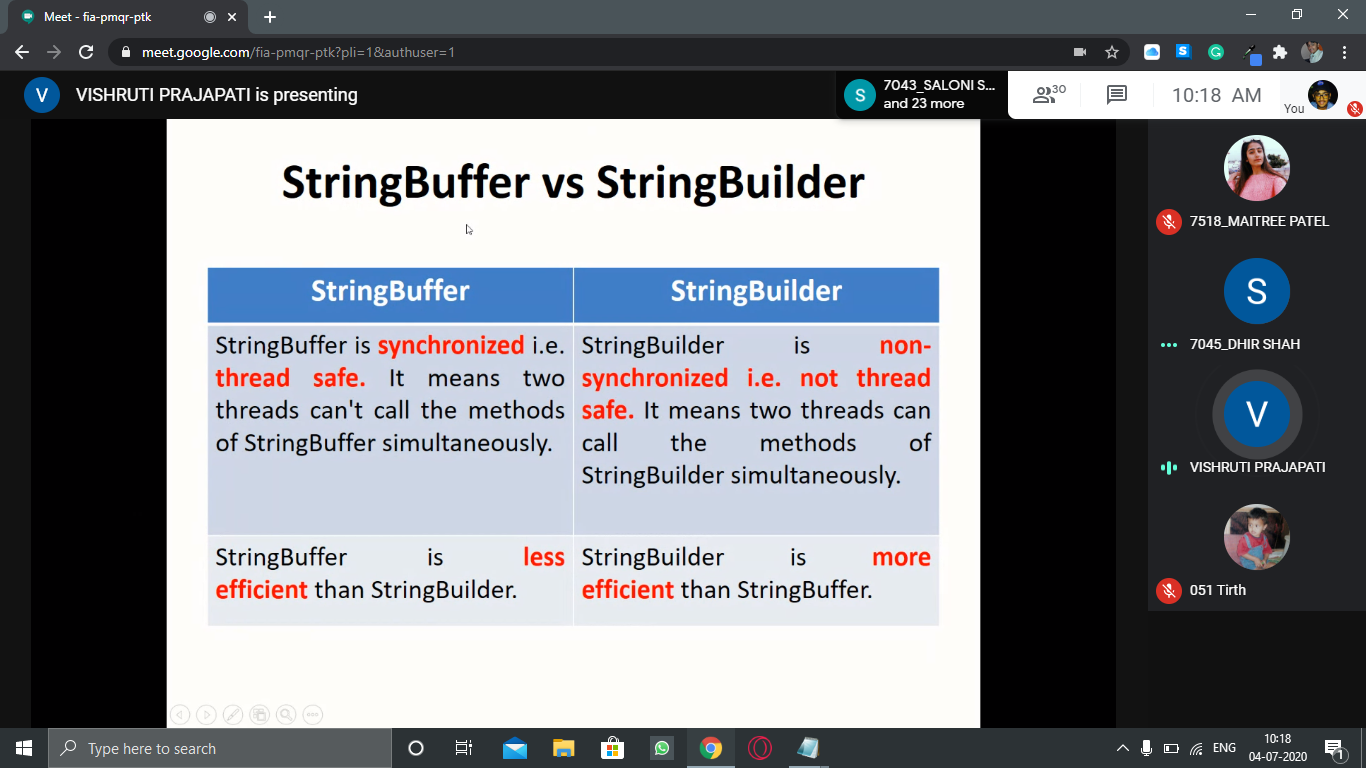 Meet - fia-pmqr-ptk
meet.google.com/fia-pmqr-ptk?pli=1&authuser=1
V
VISHRUTI PRAJAPATI is presenting
S
7043_SALONI S...
and 23 more
30
10:18 AM
You
StringBuffer vs StringBuilder
StringBuffer
StringBuilder
StringBuffer is synchronized i.e.
thread safe. It means two
threads can't call the methods
of StringBuffer simultaneously.
StringBuilder is non-
synchronized i.e. not thread
safe. It means two threads can
call the methods of
StringBuilder simultaneously.
StringBuffer is less
efficient than StringBuilder.
StringBuilder is more
efficient than StringBuffer.
7518_MAITREE PATEL
S
7045_DHIR SHAH
V
VISHRUTI PRAJAPATI
051 Tirth
Type here to search
ENG
10:18
04-07-2020
1